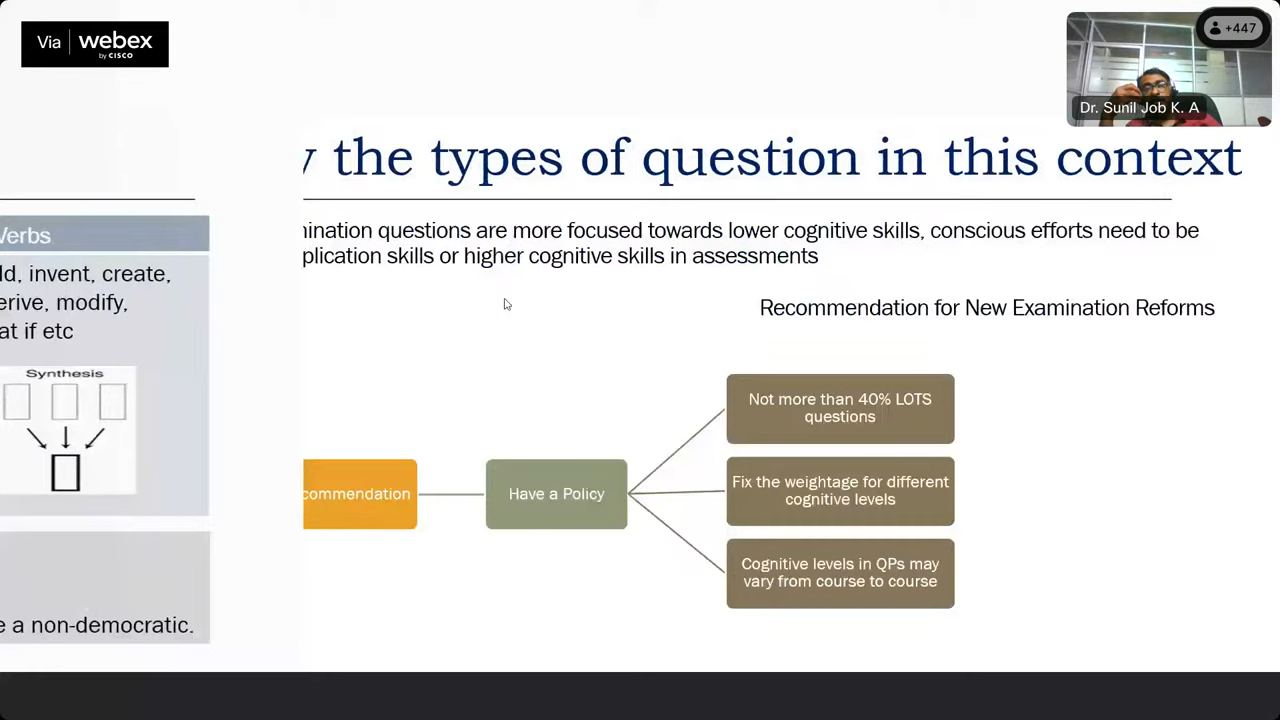 Via webex
by CISCO
+447
Dr. Sunil Job K. A
the types of question in this context
Verbs
ld, invent, create,
erive, modify,
at if etc
Synthesis
e a non-democratic.
ination questions are more focused towards lower cognitive skills, conscious efforts need to be
plication skills or higher cognitive skills in assessments
Recommendation for New Examination Reforms
commendation
Have a Policy
Not more than 40% LOTS
questions
Fix the weightage for different
cognitive levels
Cognitive levels in QPs may
vary from course to course